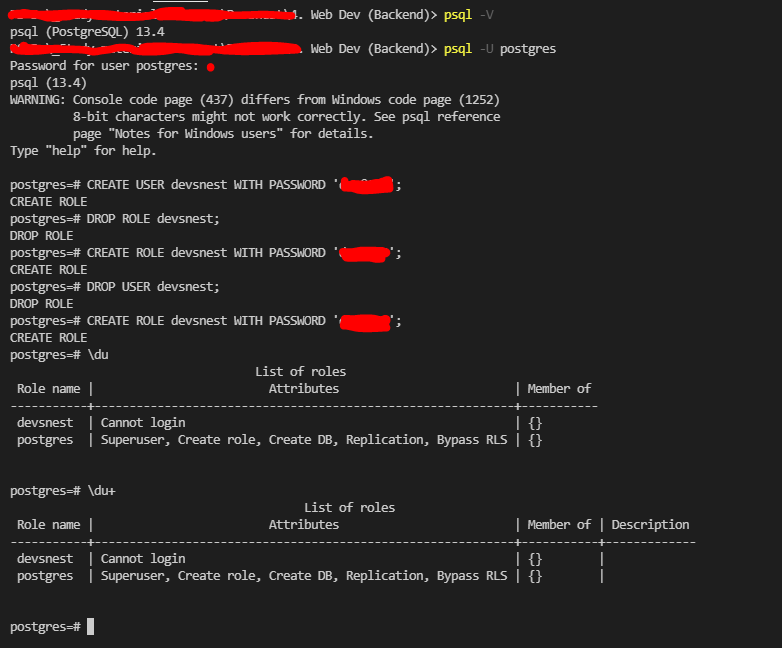 4. Web Dev (Backend)> psql -V
psql (PostgreSQL) 13.4
. Web Dev (Backend)> psql -U postgres
Password for user postgres:
psql (13.4)
WARNING: Console code page (437) differs from Windows code page (1252)
8-bit characters might not work correctly. See psql reference
page "Notes for Windows users" for details.
Type "help" for help.
postgres=# CREATE USER devsnest WITH PASSWORD ' ';
CREATE ROLE
postgres=# DROP ROLE devsnest;
DROP ROLE
postgres=# CREATE ROLE devsnest WITH PASSWORD ' ';
CREATE ROLE
postgres=# DROP USER devsnest;
DROP ROLE
postgres=# CREATE ROLE devsnest WITH PASSWORD ' ';
CREATE ROLE
postgres=# \du
List of roles
Role name | Attributes | Member of
-----------+------------------------------------------------------------+-----------
devsnest | Cannot login | {}
postgres | Superuser, Create role, Create DB, Replication, Bypass RLS | {}
postgres=# \du+
List of roles
Role name | Attributes | Member of | Description
-----------+------------------------------------------------------------+-----------+-------------
devsnest | Cannot login | {} |
postgres | Superuser, Create role, Create DB, Replication, Bypass RLS | {} |
postgres=#